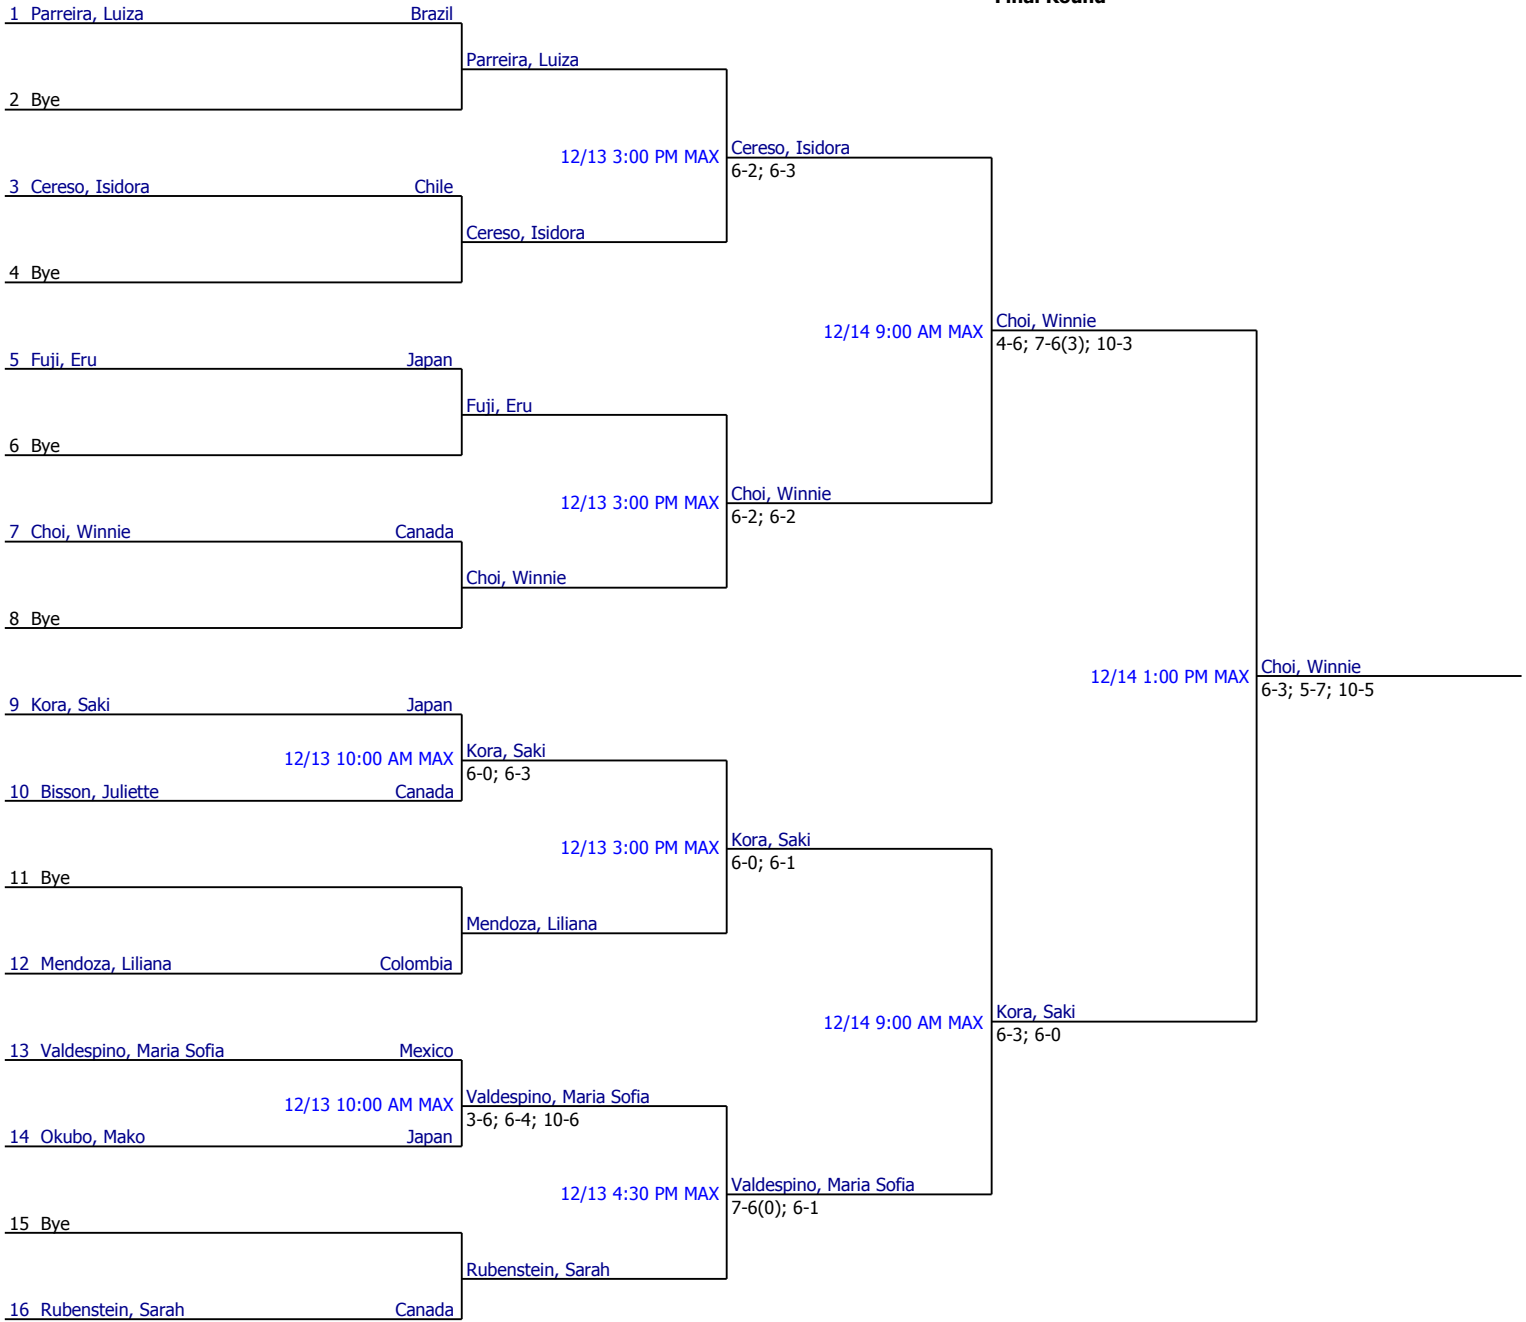 Final Round
1 Parreira, Luiza Brazil
Parreira, Luiza
2 Bye
12/13 3:00 PM MAX Cereso, Isidora
6-2; 6-3
3 Cereso, Isidora Chile
Cereso, Isidora
4 Bye
12/14 9:00 AM MAX Choi, Winnie
4-6; 7-6(3); 10-3
5 Fuji, Eru Japan
Fuji, Eru
6 Bye
12/13 3:00 PM MAX Choi, Winnie
6-2; 6-2
7 Choi, Winnie Canada
Choi, Winnie
8 Bye
12/14 1:00 PM MAX Choi, Winnie
6-3; 5-7; 10-5
9 Kora, Saki Japan
12/13 10:00 AM MAX Kora, Saki
6-0; 6-3
10 Bisson, Juliette Canada
12/13 3:00 PM MAX Kora, Saki
6-0; 6-1
11 Bye
Mendoza, Liliana
12 Mendoza, Liliana Colombia
12/14 9:00 AM MAX Kora, Saki
6-3; 6-0
13 Valdespino, Maria Sofia Mexico
12/13 10:00 AM MAX Valdespino, Maria Sofia
3-6; 6-4; 10-6
14 Okubo, Mako Japan
12/13 4:30 PM MAX Valdespino, Maria Sofia
7-6(0); 6-1
15 Bye
Rubenstein, Sarah
16 Rubenstein, Sarah Canada